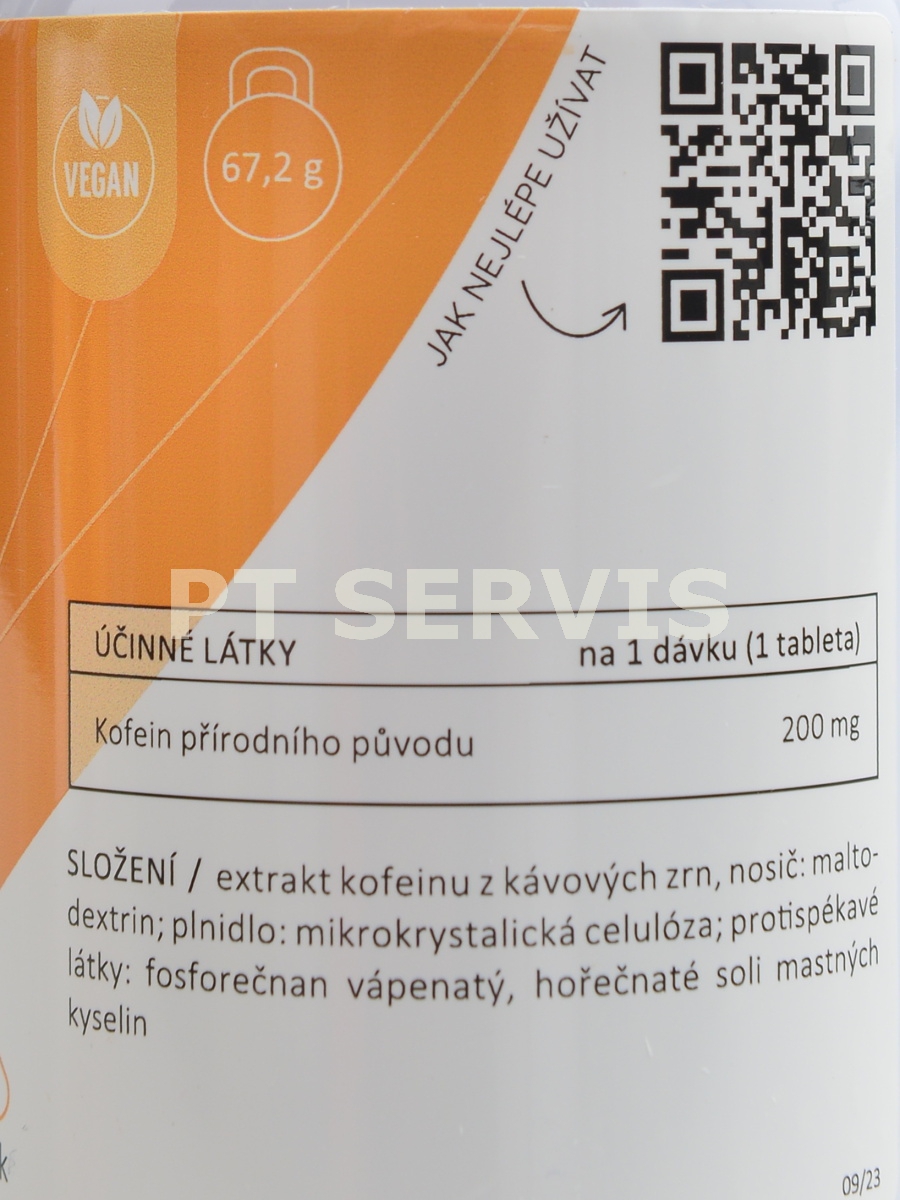 VEGAN
67,2 g
JAK NEJLÉPE UŽÍVAT
PT SERVIS
ÚČINNÉ LÁTKY na 1 dávku (1 tableta)
Kofein přírodního původu 200 mg
SLOŽENÍ / extrakt kofeinu z kávových zrn, nosič: malto-
dextrin; plnidlo: mikrokrystalická celulóza; protispékavé
látky: fosforečnan vápenatý, hořečnaté soli mastných
kyselin
k
09/23